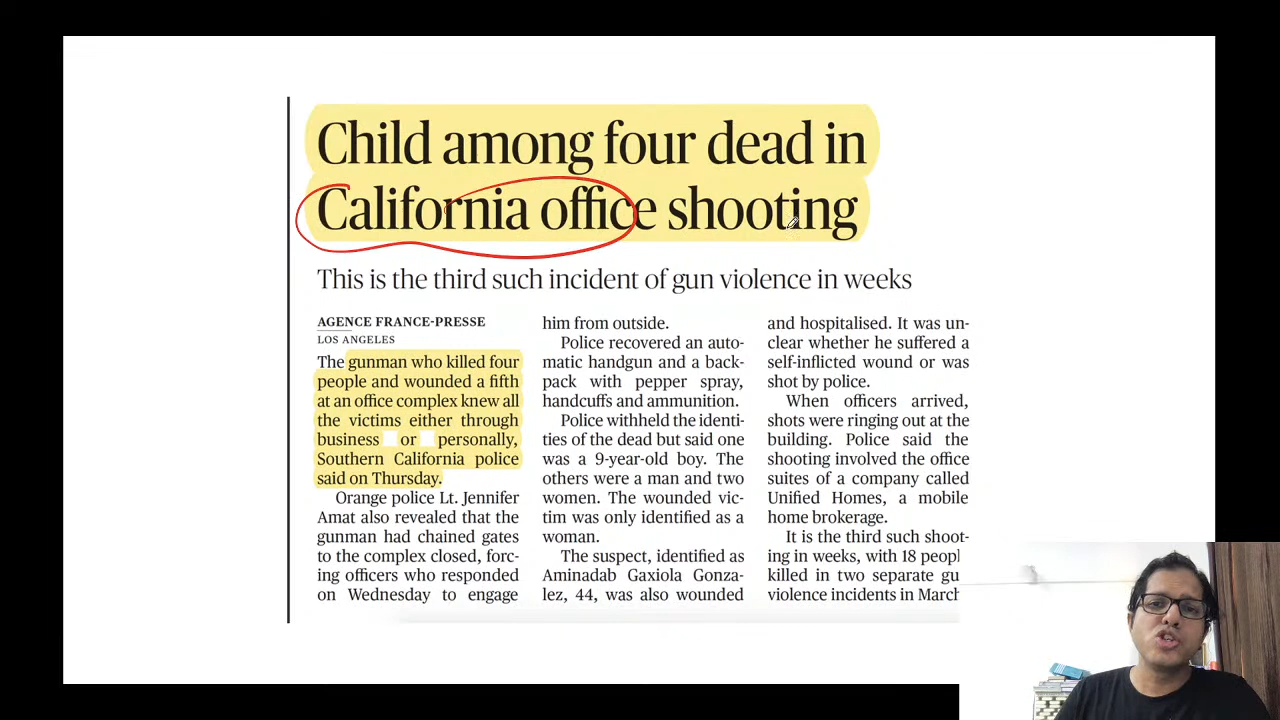 Child among four dead in
California office shooting
This is the third such incident of gun violence in weeks
AGENCE FRANCE-PRESSE
LOS ANGELES
The gunman who killed four
people and wounded a fifth
at an office complex knew all
the victims either through
business or personally,
Southern California police
said on Thursday.
Orange police Lt. Jennifer
Amat also revealed that the
gunman had chained gates
to the complex closed, forc-
ing officers who responded
on Wednesday to engage
him from outside.
Police recovered an auto-
matic handgun and a back-
pack with pepper spray,
handcuffs and ammunition.
Police withheld the identi-
ties of the dead but said one
was a 9-year-old boy. The
others were a man and two
women. The wounded vic-
tim was only identified as a
woman.
The suspect, identified as
Aminadab Gaxiola Gonza-
lez, 44, was also wounded
and hospitalised. It was un-
clear whether he suffered a
self-inflicted wound or was
shot by police.
When officers arrived,
shots were ringing out at the
building. Police said the
shooting involved the office
suites of a company called
Unified Homes, a mobile
home brokerage.
It is the third such shoot-
ing in weeks, with 18 peopl
killed in two separate gu
violence incidents in March